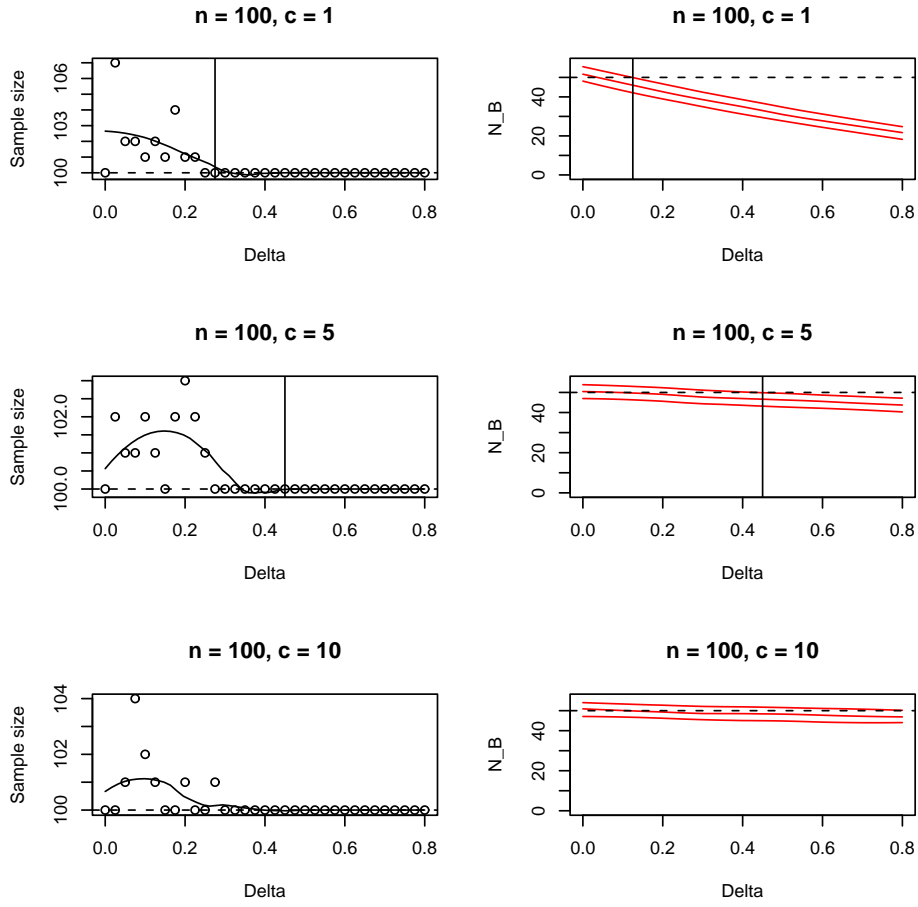 n = 100, c = 1
Sample size
100 103 106
0.0 0.2 0.4 0.6 0.8
Delta
n = 100, c = 1
N_B
0 20 40
0.0 0.2 0.4 0.6 0.8
Delta
n = 100, c = 5
Sample size
100.0 102.0
0.0 0.2 0.4 0.6 0.8
Delta
n = 100, c = 5
N_B
0 20 40
0.0 0.2 0.4 0.6 0.8
Delta
n = 100, c = 10
Sample size
100 102 104
0.0 0.2 0.4 0.6 0.8
Delta
n = 100, c = 10
N_B
0 20 40
0.0 0.2 0.4 0.6 0.8
Delta